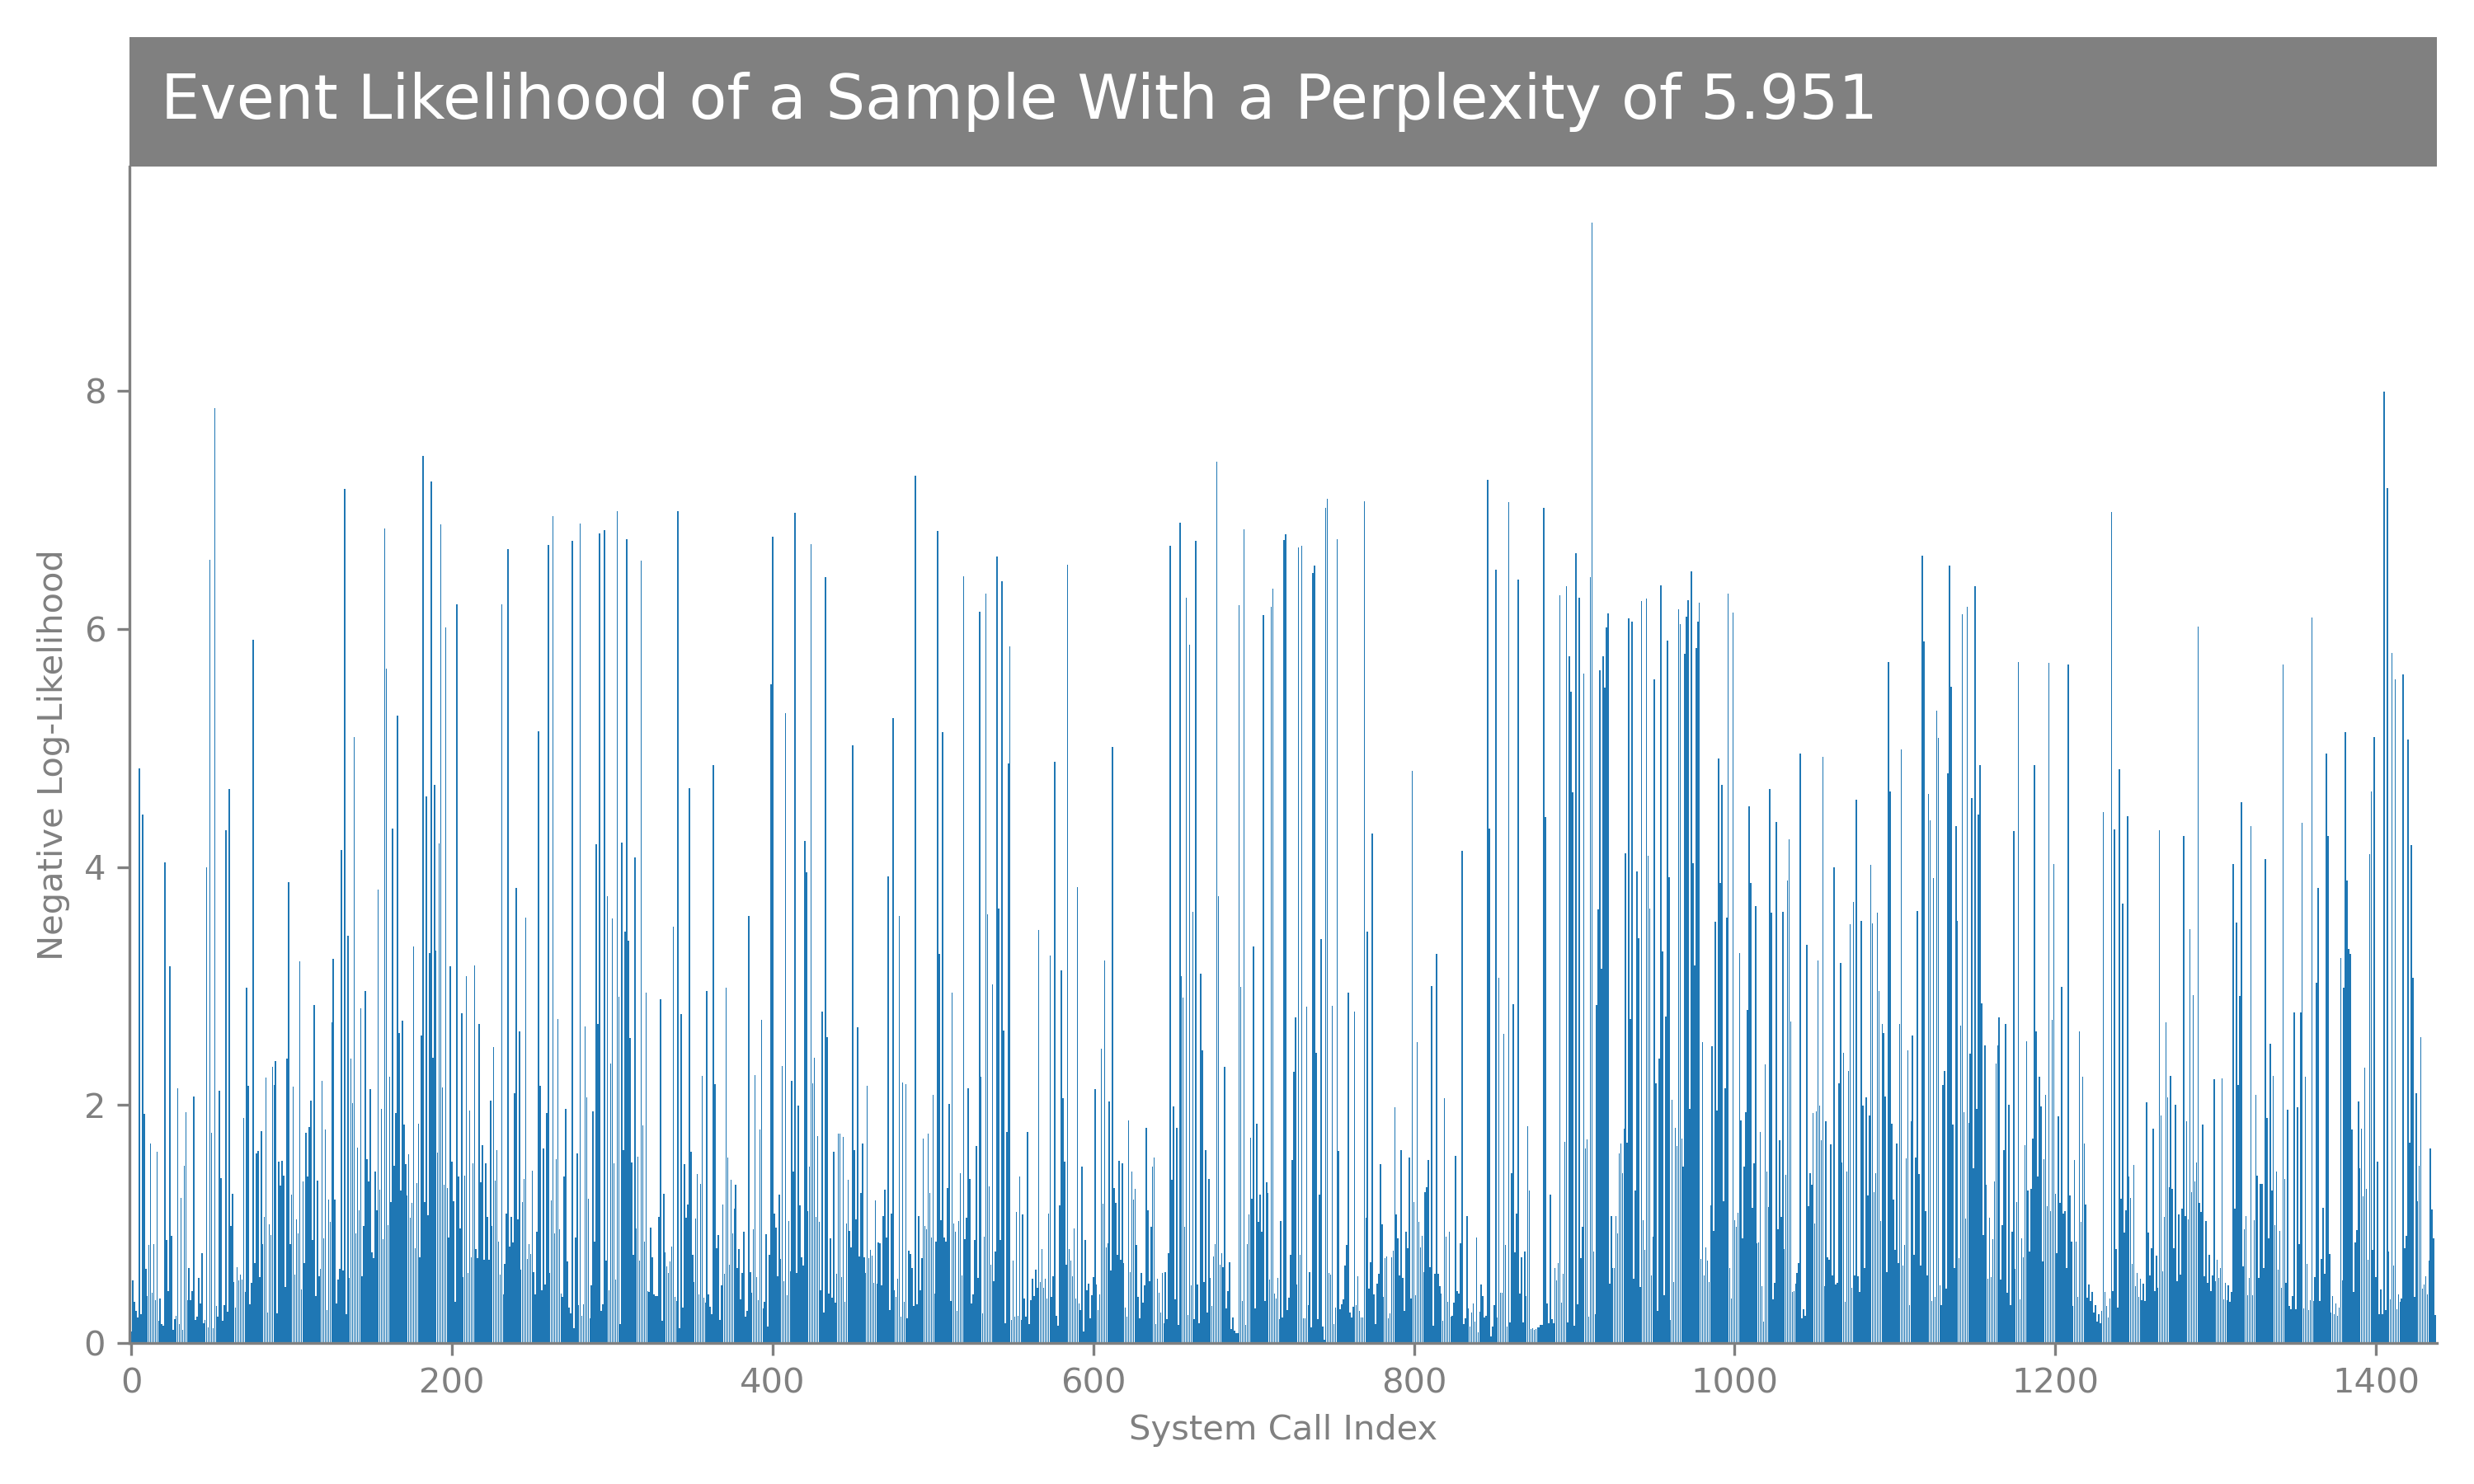 Event Likelihood of a Sample With a Perplexity of 5.951
Negative Log-Likelihood
8
6
4
2
0
0 200 400 600 800 1000 1200 1400
System Call Index